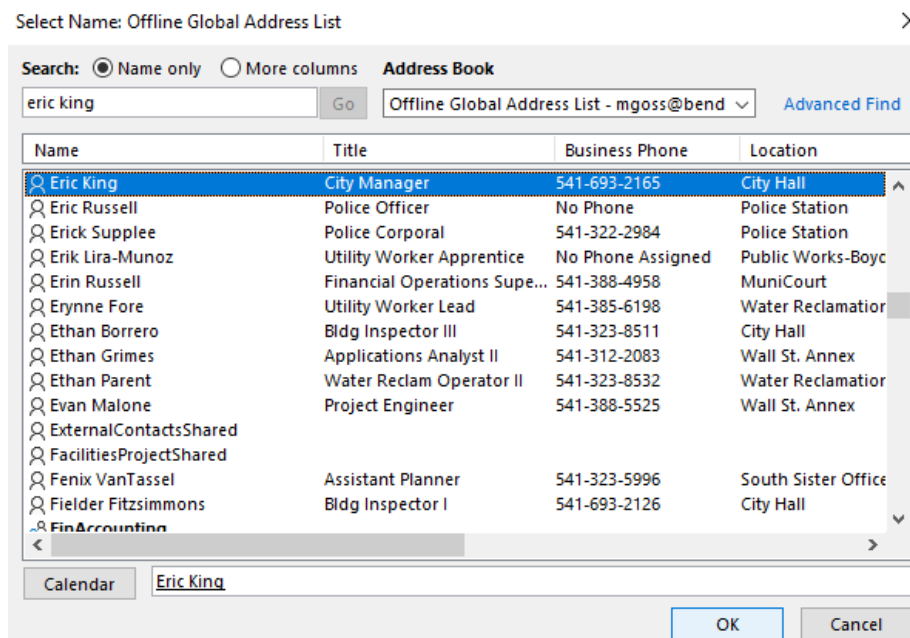 Select Name: Offline Global Address List
Search: Name only More columns Address Book
eric king Go Offline Global Address List - mgoss@bend Advanced Find
Name Title Business Phone Location
Eric King City Manager 541-693-2165 City Hall
Eric Russell Police Officer No Phone Police Station
Erick Supplee Police Corporal 541-322-2984 Police Station
Erik Lira-Munoz Utility Worker Apprentice No Phone Assigned Public Works-Boyc
Erin Russell Financial Operations Supe... 541-388-4958 MuniCourt
Erynne Fore Utility Worker Lead 541-385-6198 Water Reclamation
Ethan Borrero Bldg Inspector III 541-323-8511 City Hall
Ethan Grimes Applications Analyst II 541-312-2083 Wall St. Annex
Ethan Parent Water Reclam Operator II 541-323-8532 Water Reclamation
Evan Malone Project Engineer 541-388-5525 Wall St. Annex
ExternalContactsShared
FacilitiesProjectShared
Fenix VanTassel Assistant Planner 541-323-5996 South Sister Office
Fielder Fitzsimmons Bldg Inspector I 541-693-2126 City Hall
FinAccounting
Calendar Eric King
OK Cancel